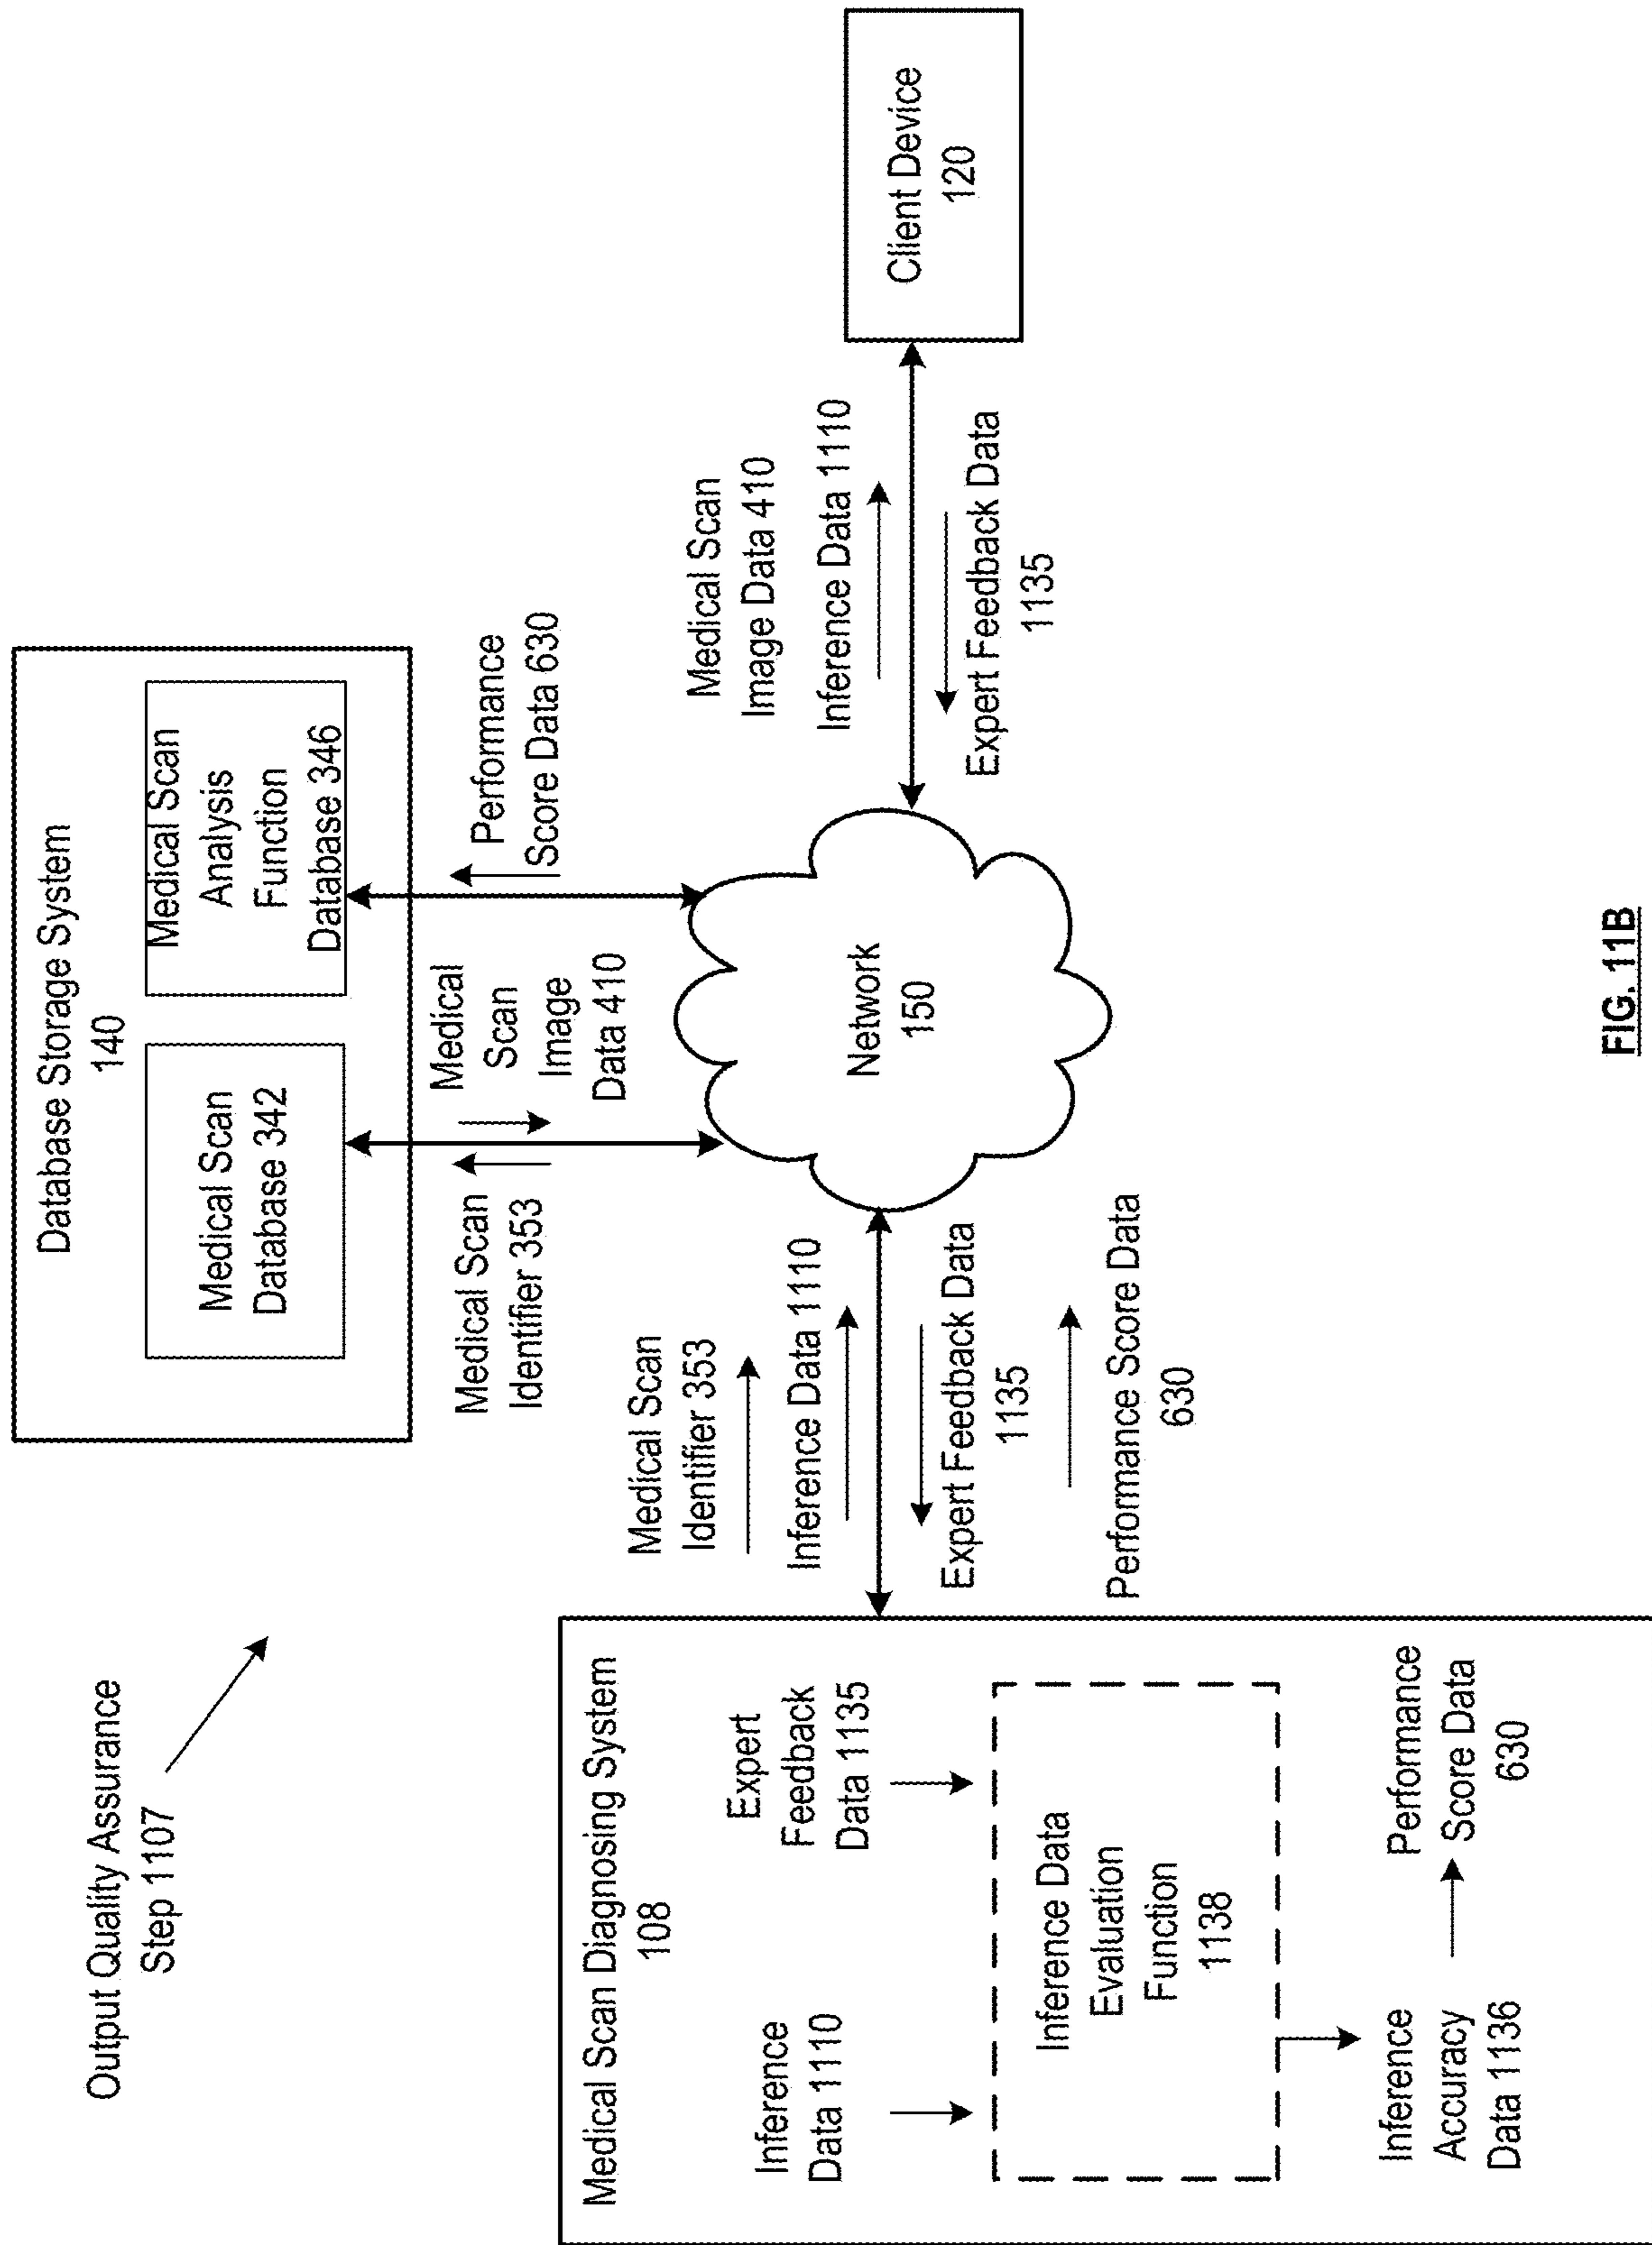 Output Quality Assurance
Step 1107
Database Storage System
140
Medical Scan
Database 342
Medical Scan
Analysis
Function
Database 346
Medical Scan
Identifier 353
Medical
Scan
Image
Data 410
Performance
Score Data 630
Medical Scan Diagnosing System
108
Inference
Data 1110
Expert
Feedback
Data 1135
Inference Data
Evaluation
Function
1138
Inference
Accuracy
Data 1136
Performance
Score Data
630
Medical Scan
Identifier 353
Inference Data 1110
Expert Feedback Data
1135
Performance Score Data
630
Network
150
Medical Scan
Image Data 410
Inference Data 1110
Expert Feedback Data
1135
Client Device
120
FIG. 11B